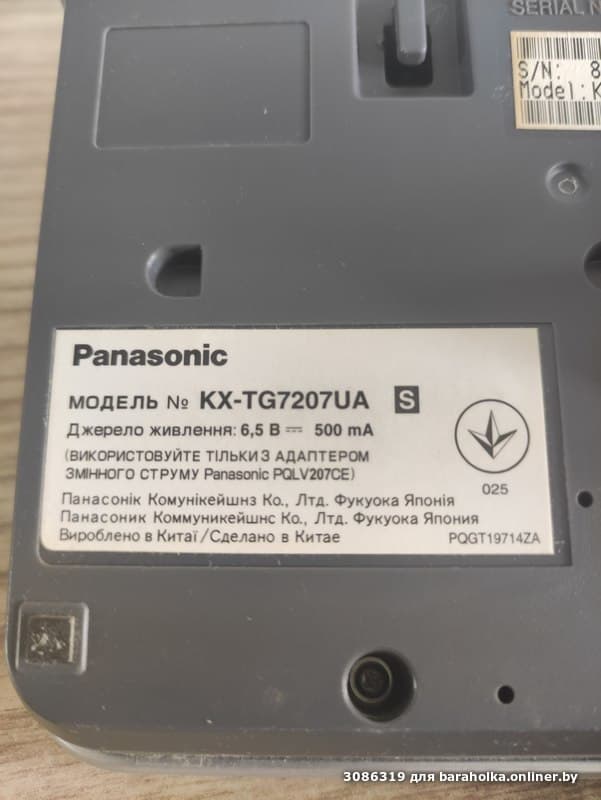 SERIAL N
S/N: 8
Model: K
Panasonic
МОДЕЛЬ № KX-TG7207UA S
Джерело живлення: 6,5 В 500 mA
(ВИКОРИСТОВУЙТЕ ТІЛЬКИ З АДАПТЕРОМ
ЗМІННОГО СТРУМУ Panasonic PQLV207CE)
025
Панасонік Комунікейшнз Ко., Лтд. Фукуока Японія
Панасоник Коммуникейшнс Ко., Лтд. Фукуока Япония
Вироблено в Китаї/Сделано в Китае PQGT19714ZA
3086319 для baraholka.onliner.by